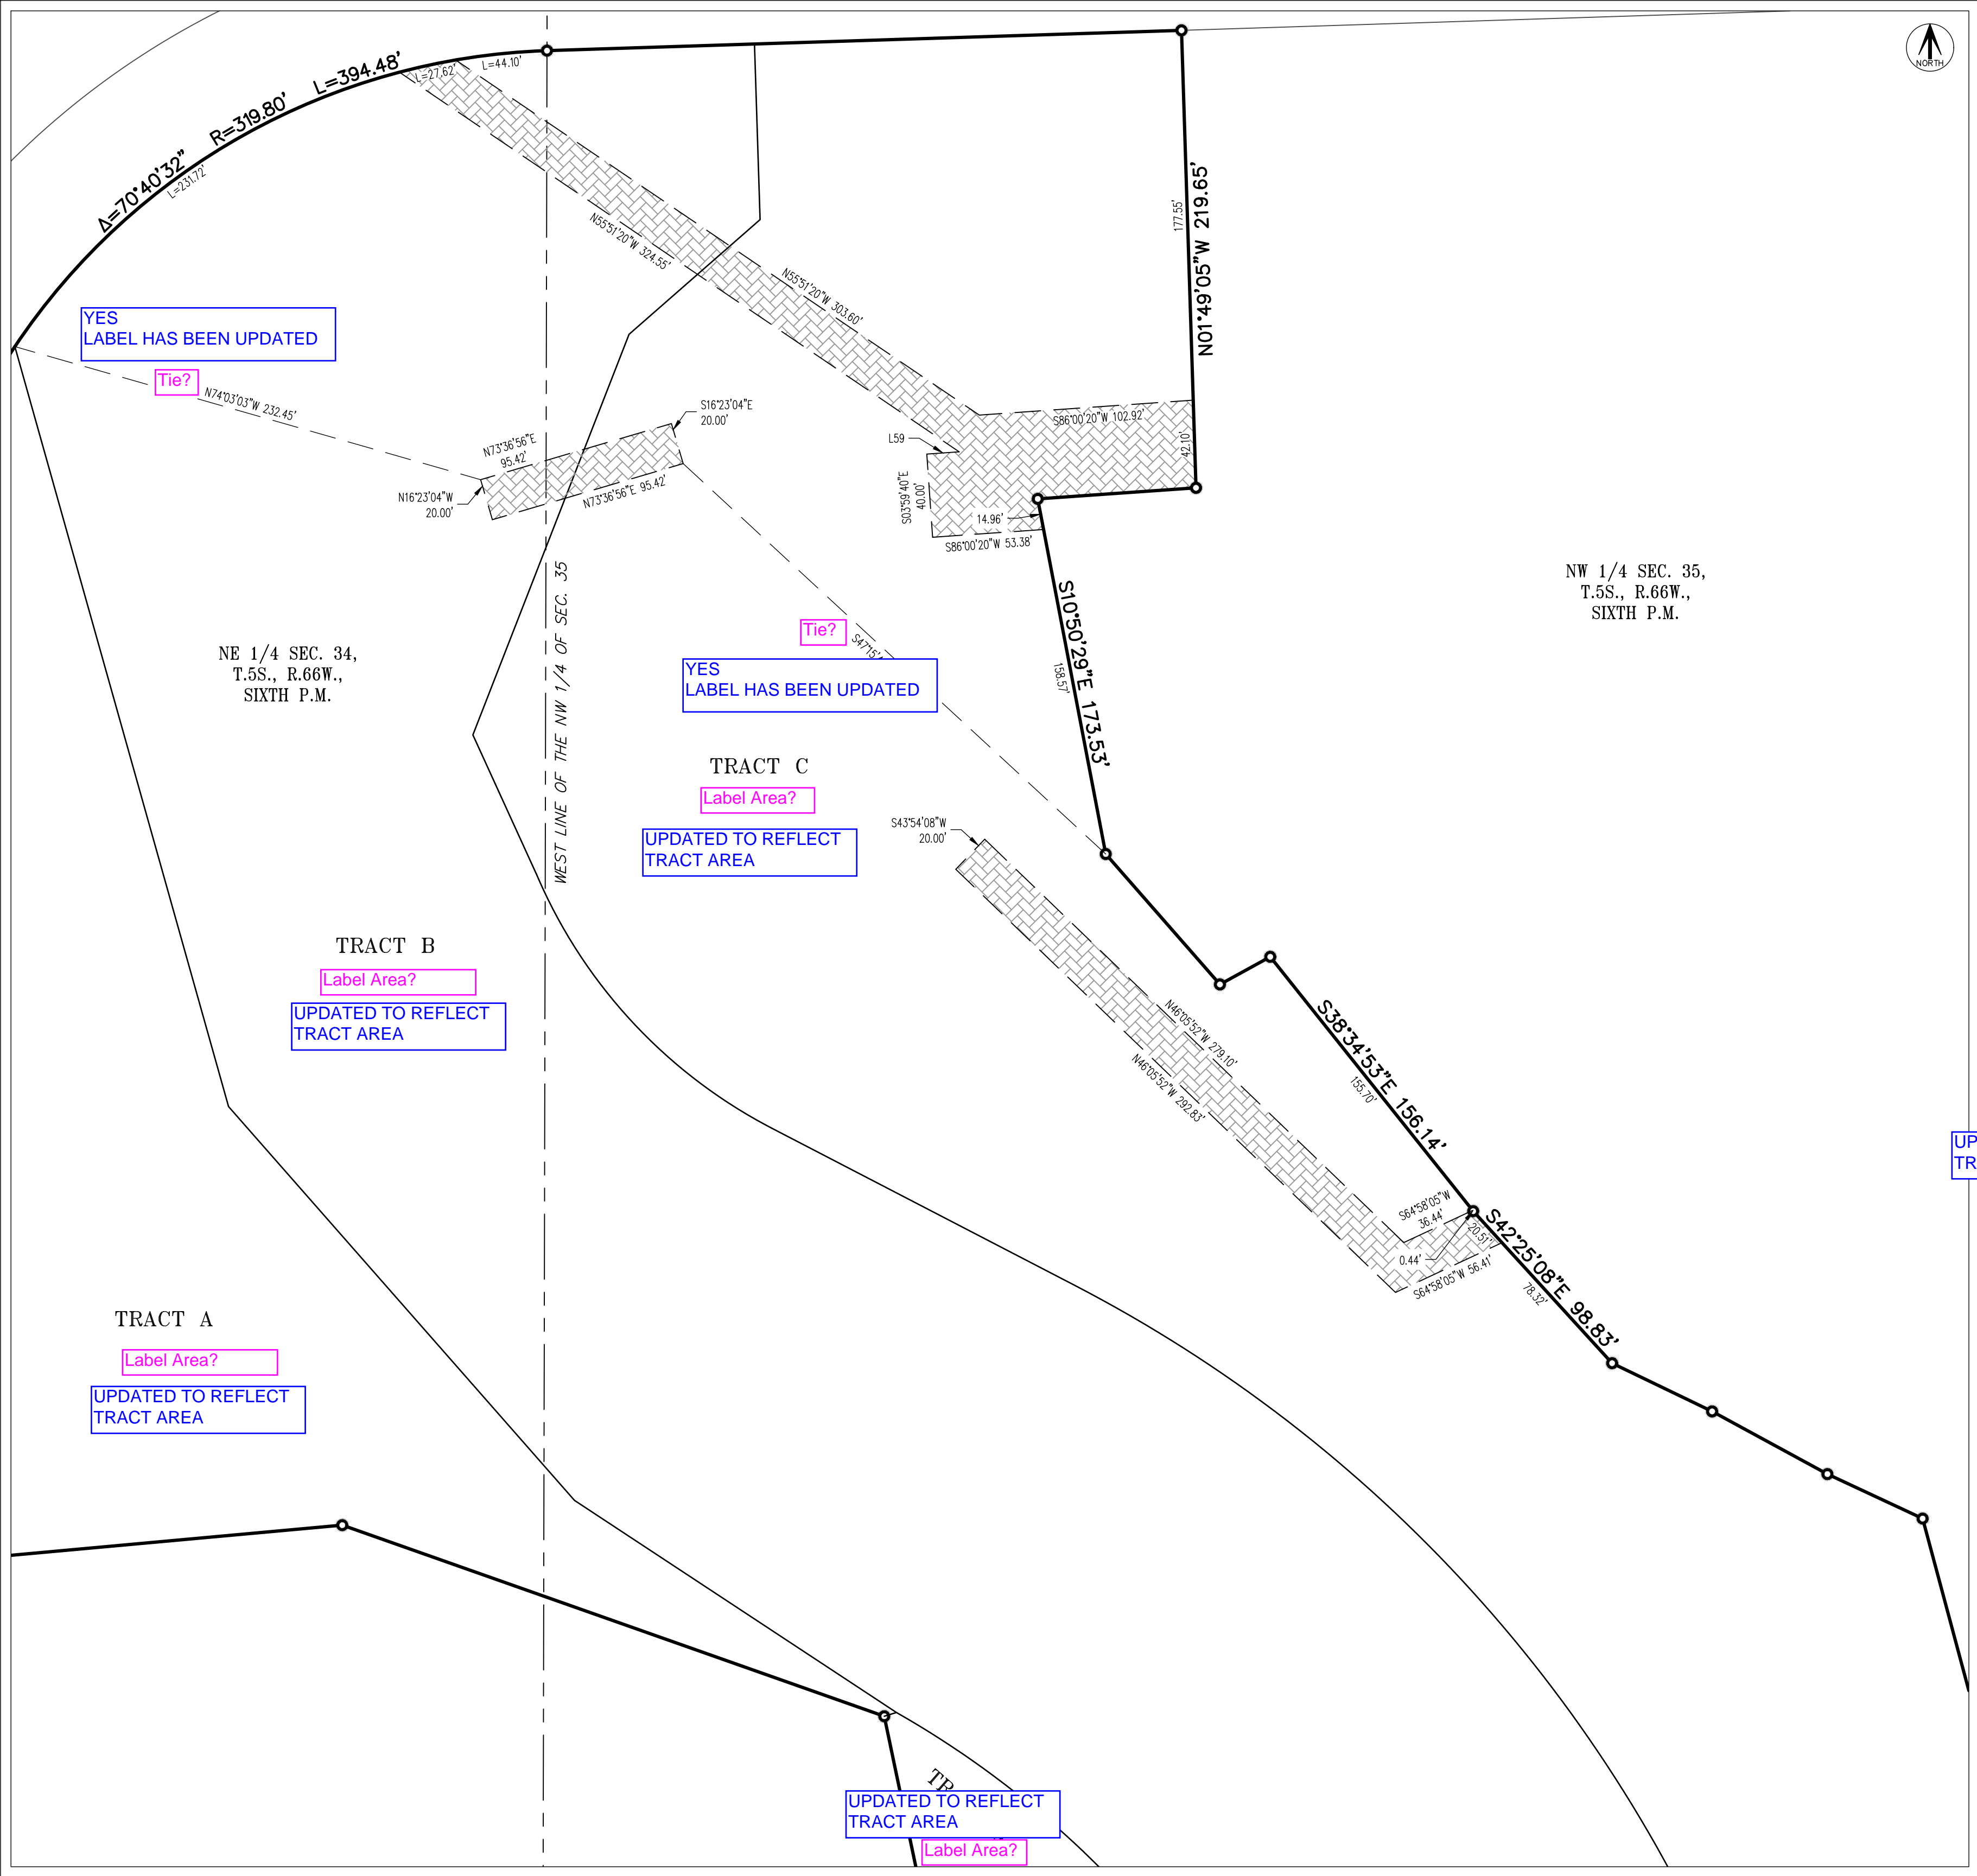 NORTH
Δ=70°40'32"
R=319.80'
L=394.48'
L=231.72'
L=27.62'
L=44.10'
N55°51'20"W 324.55'
N55°51'20"W 303.60'
177.55'
N01°49'05"W 219.65'
42.10'
YES
LABEL HAS BEEN UPDATED
Tie?
N74°03'03"W 232.45'
N73°36'56"E
95.42'
S16°23'04"E
20.00'
N16°23'04"W
20.00'
N73°36'56"E 95.42'
L59
S86°00'20"W 102.92'
S03°59'40"E
40.00'
14.96'
S86°00'20"W 53.38'
NW 1/4 SEC. 35,
T.5S., R.66W.,
SIXTH P.M.
NE 1/4 SEC. 34,
T.5S., R.66W.,
SIXTH P.M.
WEST LINE OF THE NW 1/4 OF SEC. 35
Tie?
S47°15'
YES
LABEL HAS BEEN UPDATED
S10°50'29"E 173.53'
158.57'
TRACT C
Label Area?
UPDATED TO REFLECT
TRACT AREA
S43°54'08"W
20.00'
TRACT B
Label Area?
UPDATED TO REFLECT
TRACT AREA
N46°05'52"W 279.10'
N46°05'52"W 292.83'
S38°34'53"E 156.14'
155.70'
UP
TR
S64°58'05"W
36.44'
20.51'
0.44'
S64°58'05"W 56.41'
S42°25'08"E 98.83'
78.32'
TRACT A
Label Area?
UPDATED TO REFLECT
TRACT AREA
TR
UPDATED TO REFLECT
TRACT AREA
Label Area?